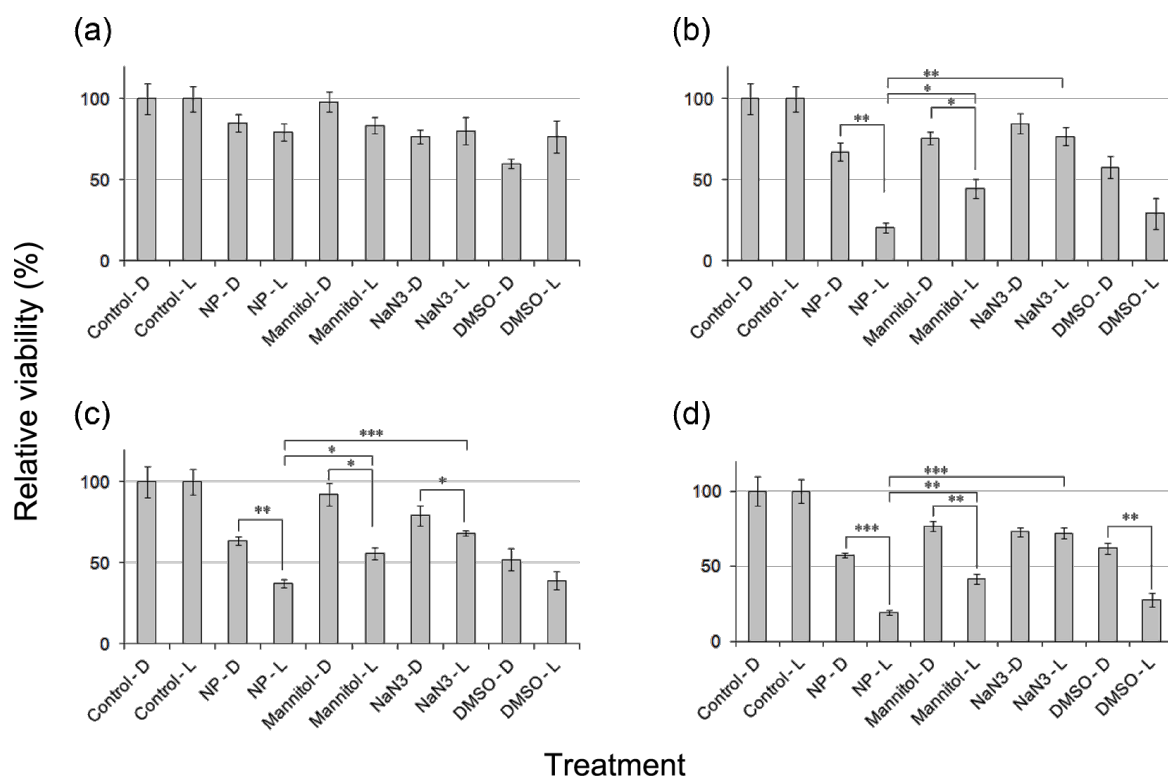 (a)
100
50
0
Control - D
Control - L
NP - D
NP - L
Mannitol - D
Mannitol - L
NaN3 -D
NaN3 - L
DMSO - D
DMSO - L
(b)
**
*
*
**
100
50
0
Control - D
Control - L
NP - D
NP - L
Mannitol - D
Mannitol - L
NaN3 -D
NaN3 - L
DMSO - D
DMSO - L
Relative viability (%)
(c)
***
*
*
*
**
100
50
0
Control - D
Control - L
NP - D
NP - L
Mannitol - D
Mannitol - L
NaN3 -D
NaN3 - L
DMSO - D
DMSO - L
(d)
***
**
**
***
**
100
50
0
Control - D
Control - L
NP - D
NP - L
Mannitol - D
Mannitol - L
NaN3 -D
NaN3 - L
DMSO - D
DMSO - L
Treatment